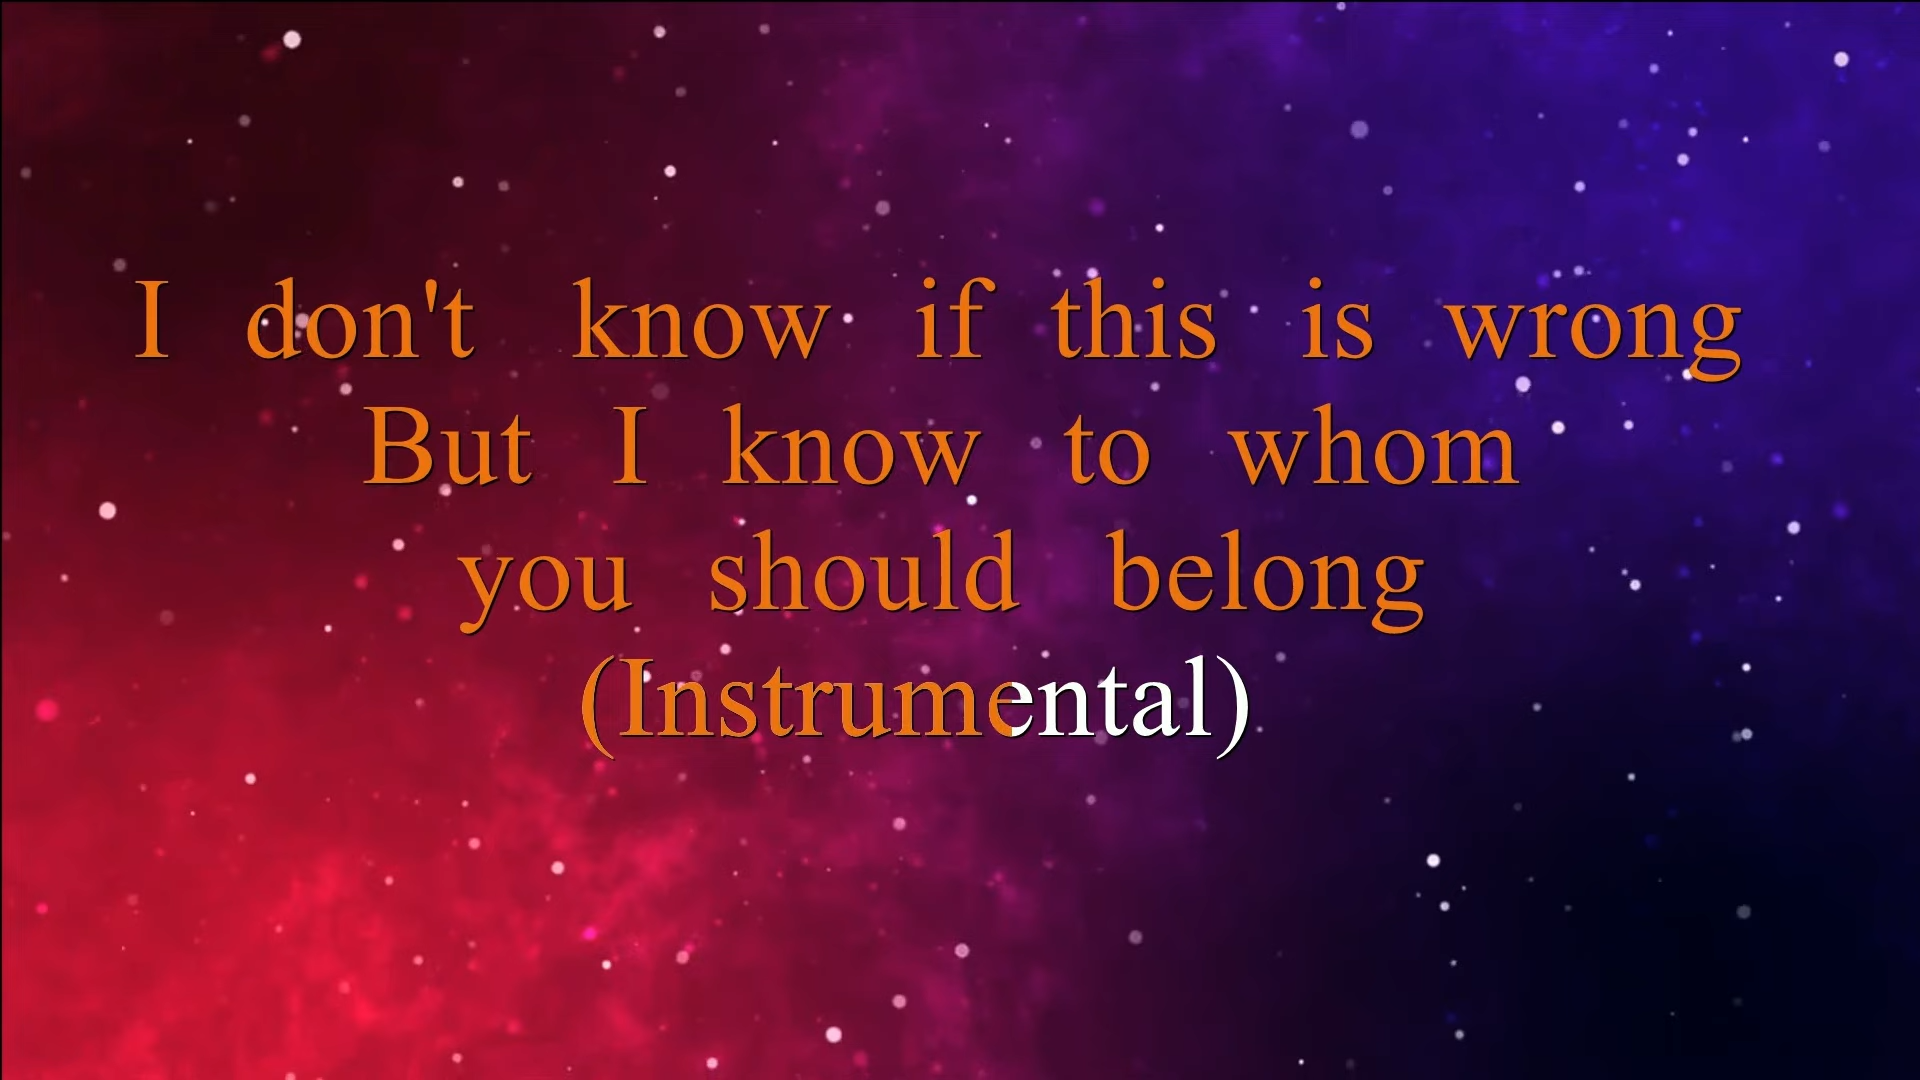 I don't know if this is wrong
But I know to whom
you should belong
(Instrumental)